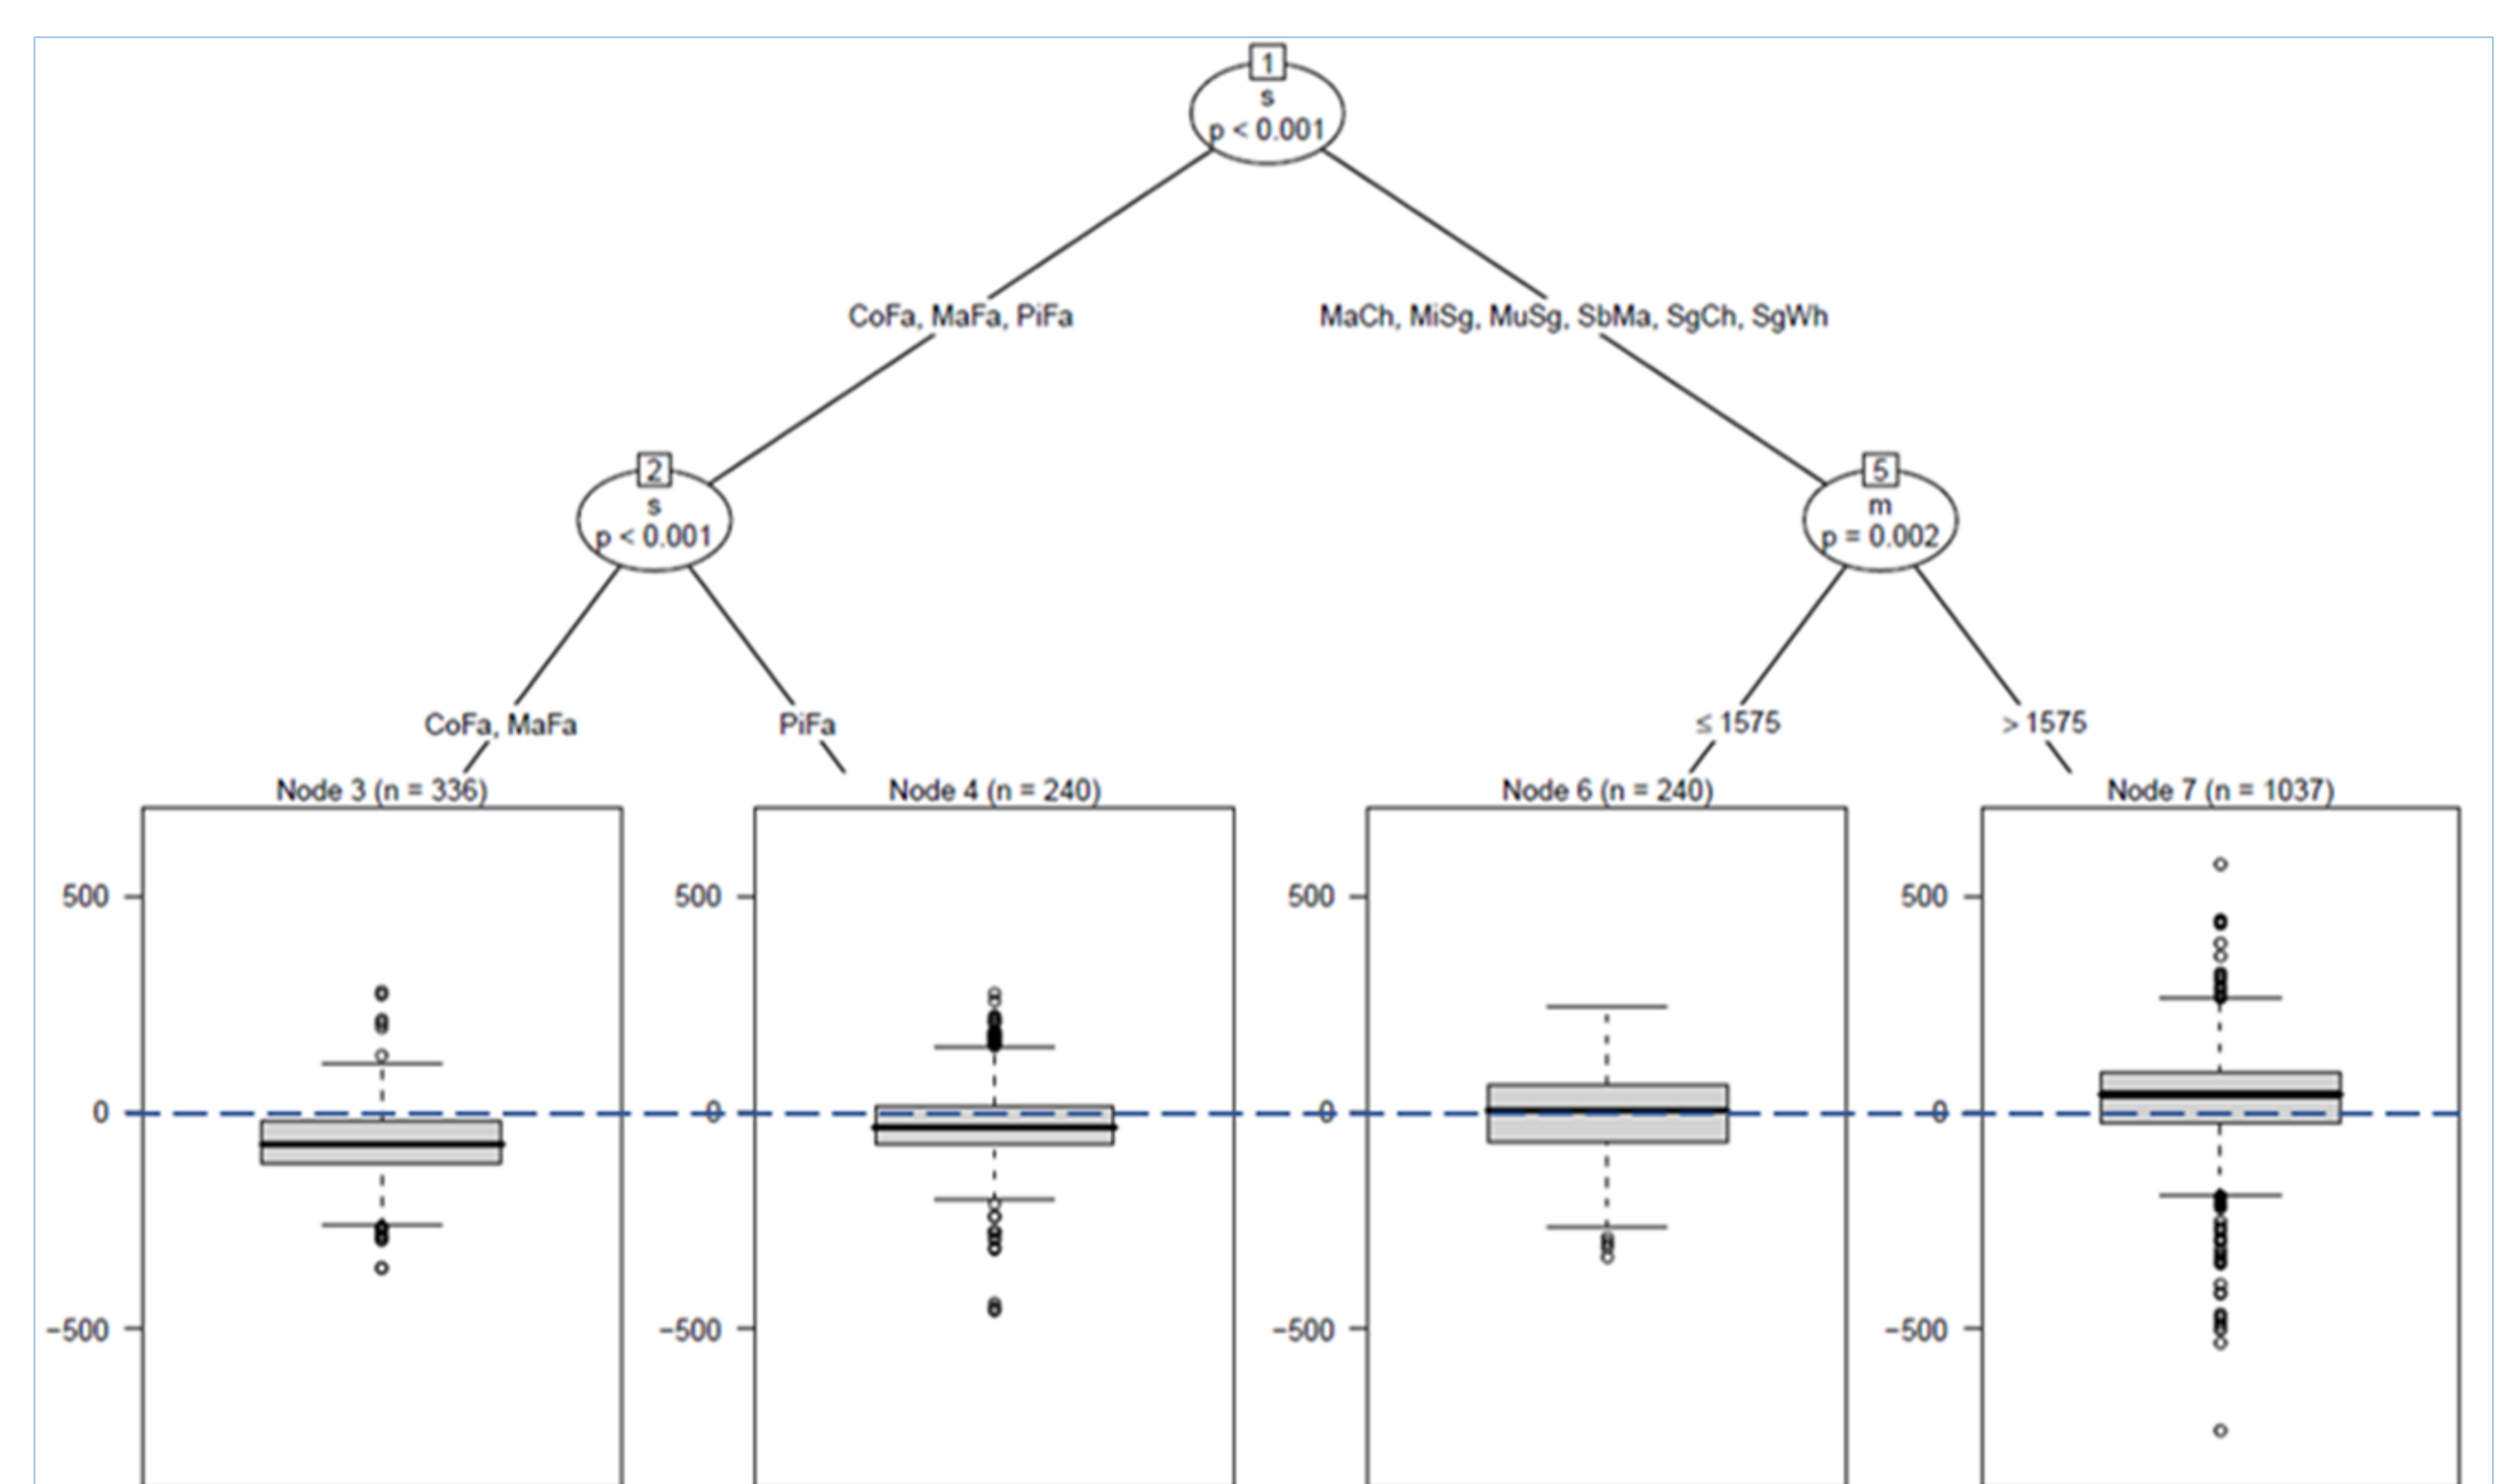 1
s
p < 0.001
CoFa, MaFa, PiFa
MaCh, MiSg, MuSg, SbMa, SgCh, SgWh
2
s
p < 0.001
5
m
p = 0.002
CoFa, MaFa
PiFa
≤ 1575
> 1575
Node 3 (n = 336)
Node 4 (n = 240)
Node 6 (n = 240)
Node 7 (n = 1037)
500
0
−500
500
0
−500
500
0
−500
500
0
−500